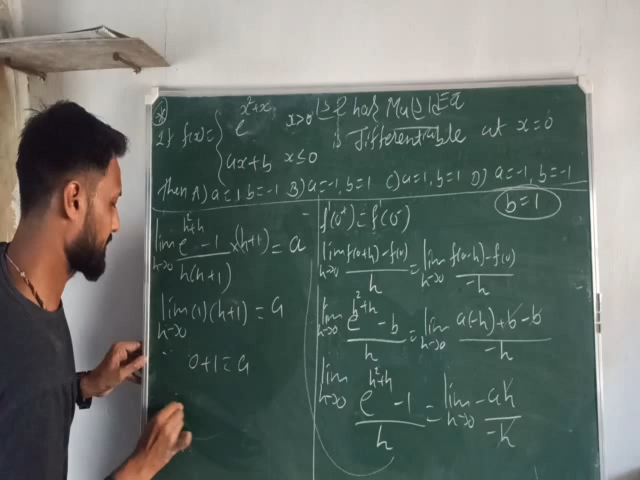 If f(x) = { e^(x²+x), x>0
ax+b x≤0
is differentiable at x=0
Then A) a=1, b=-1 B) a=-1, b=1 C) a=1, b=1 D) a=-1, b=-1
b=1
f'(0⁺) = f'(0⁻)
lim h→0 (f(0+h) - f(0))/h = lim h→0 (f(0-h) - f(0))/-h
lim h→0 (e^(h²+h) - b)/h = lim h→0 (a(-h)+b-b)/-h
lim h→0 (e^(h²+h) - 1)/h = lim h→0 -ah/-h
lim h→0 (e^(h²+h) - 1)/(h(h+1)) × (h+1) = a
lim h→0 (1)(h+1) = a
0+1 = a